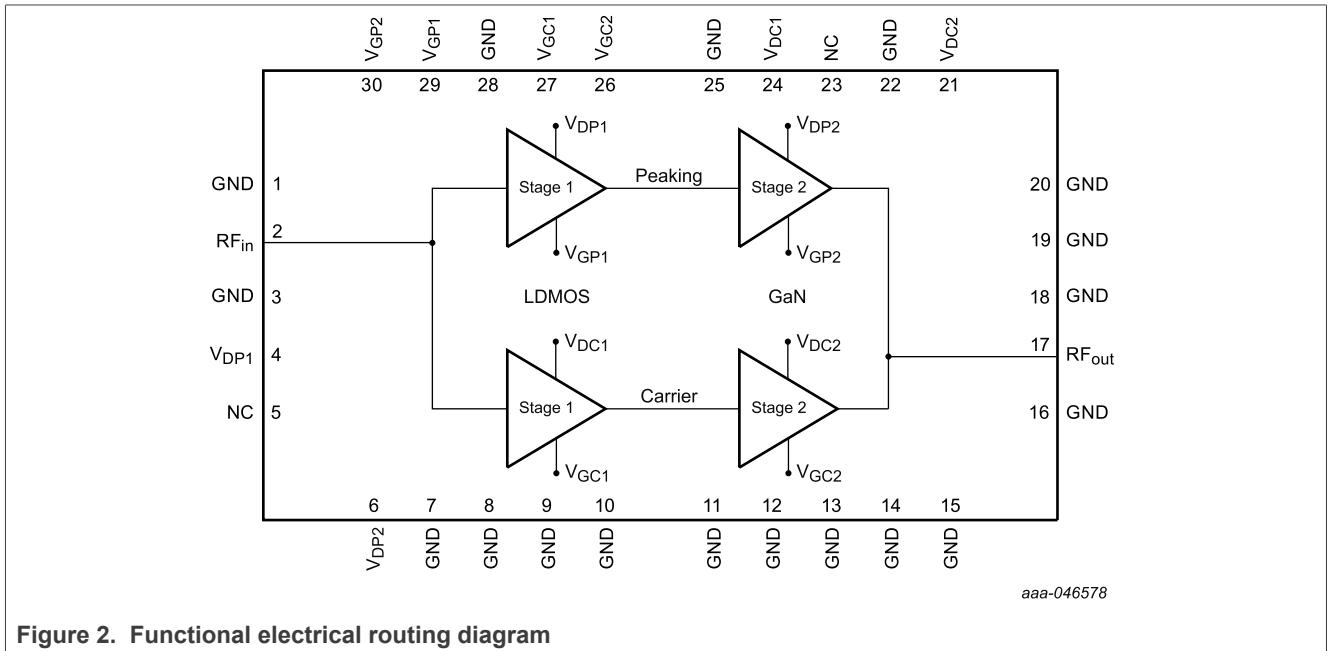 VGP2 VGP1 GND VGC1 VGC2 GND VDC1 NC GND VDC2
30 29 28 27 26 25 24 23 22 21
VDP1 VDP2
GND 1 Stage 1 Peaking Stage 2 20 GND
RFin 2 19 GND
VGP1 VGP2
GND 3 LDMOS GaN 18 GND
VDP1 4 VDC1 VDC2 17 RFout
NC 5 Stage 1 Carrier Stage 2 16 GND
VGC1 VGC2
6 7 8 9 10 11 12 13 14 15
VDP2 GND GND GND GND GND GND GND GND GND
aaa-046578
Figure 2. Functional electrical routing diagram